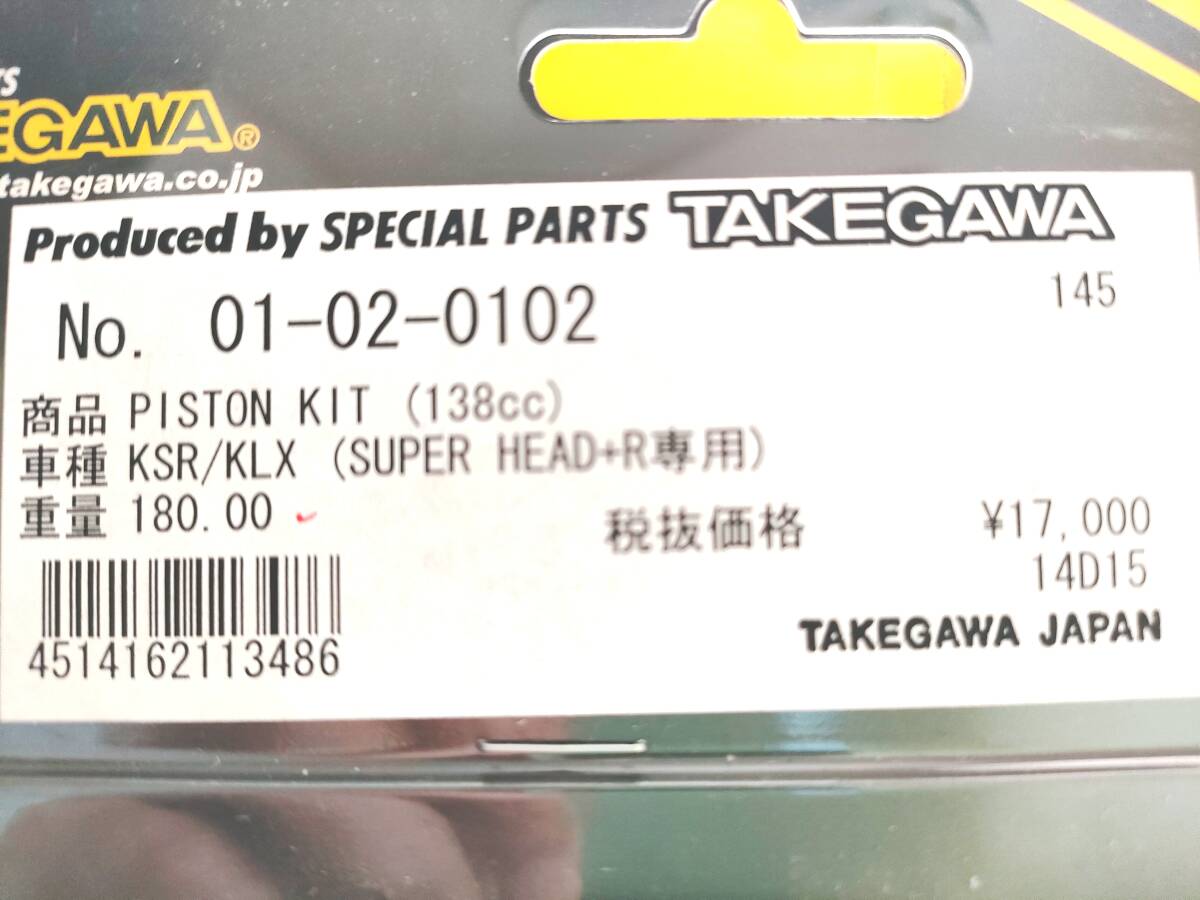 EGAWA®
takegawa.co.jp
Produced by SPECIAL PARTS TAKEGAWA
145
No. 01-02-0102
商品 PISTON KIT (138cc)
車種 KSR/KLX (SUPER HEAD+R専用)
重量 180.00
税抜価格 ¥17,000
14D15
4514162113486
TAKEGAWA JAPAN